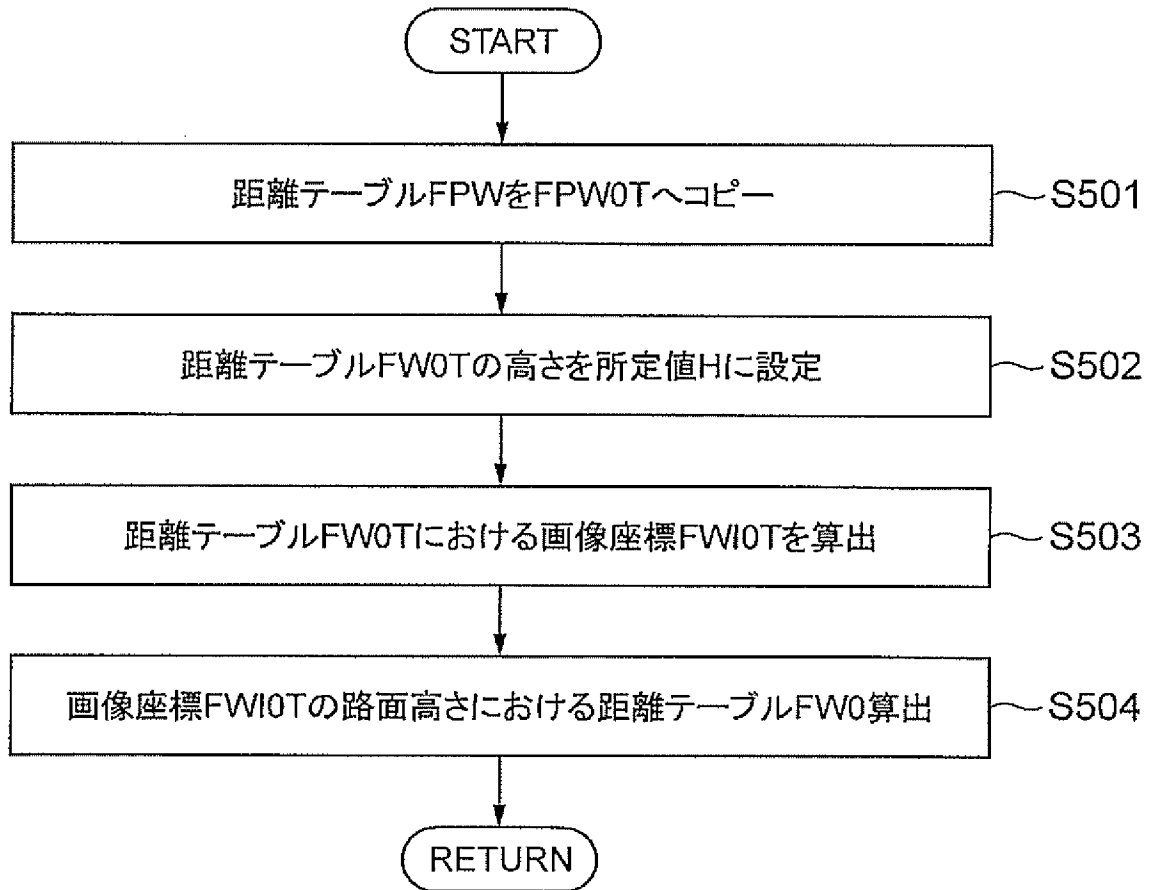 START
距離テーブルFPWをFPW0Tへコピー
S501
距離テーブルFW0Tの高さを所定値Hに設定
S502
距離テーブルFW0Tにおける画像座標FWI0Tを算出
S503
画像座標FWI0Tの路面高さにおける距離テーブルFW0算出
S504
RETURN